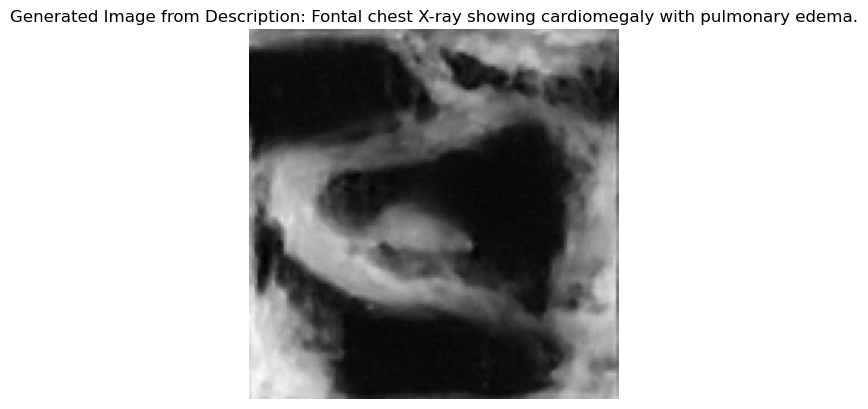 Generated Image from Description: Fontal chest X-ray showing cardiomegaly with pulmonary edema.